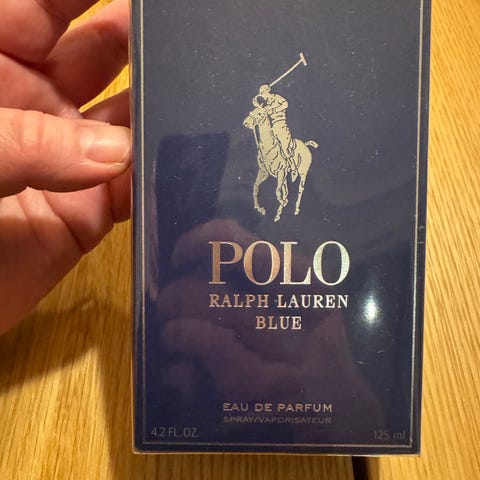 POLO
RALPH LAUREN
BLUE
EAU DE PARFUM
SPRAY/VAPORISATEUR
4.2 FL. OZ. 125 ml